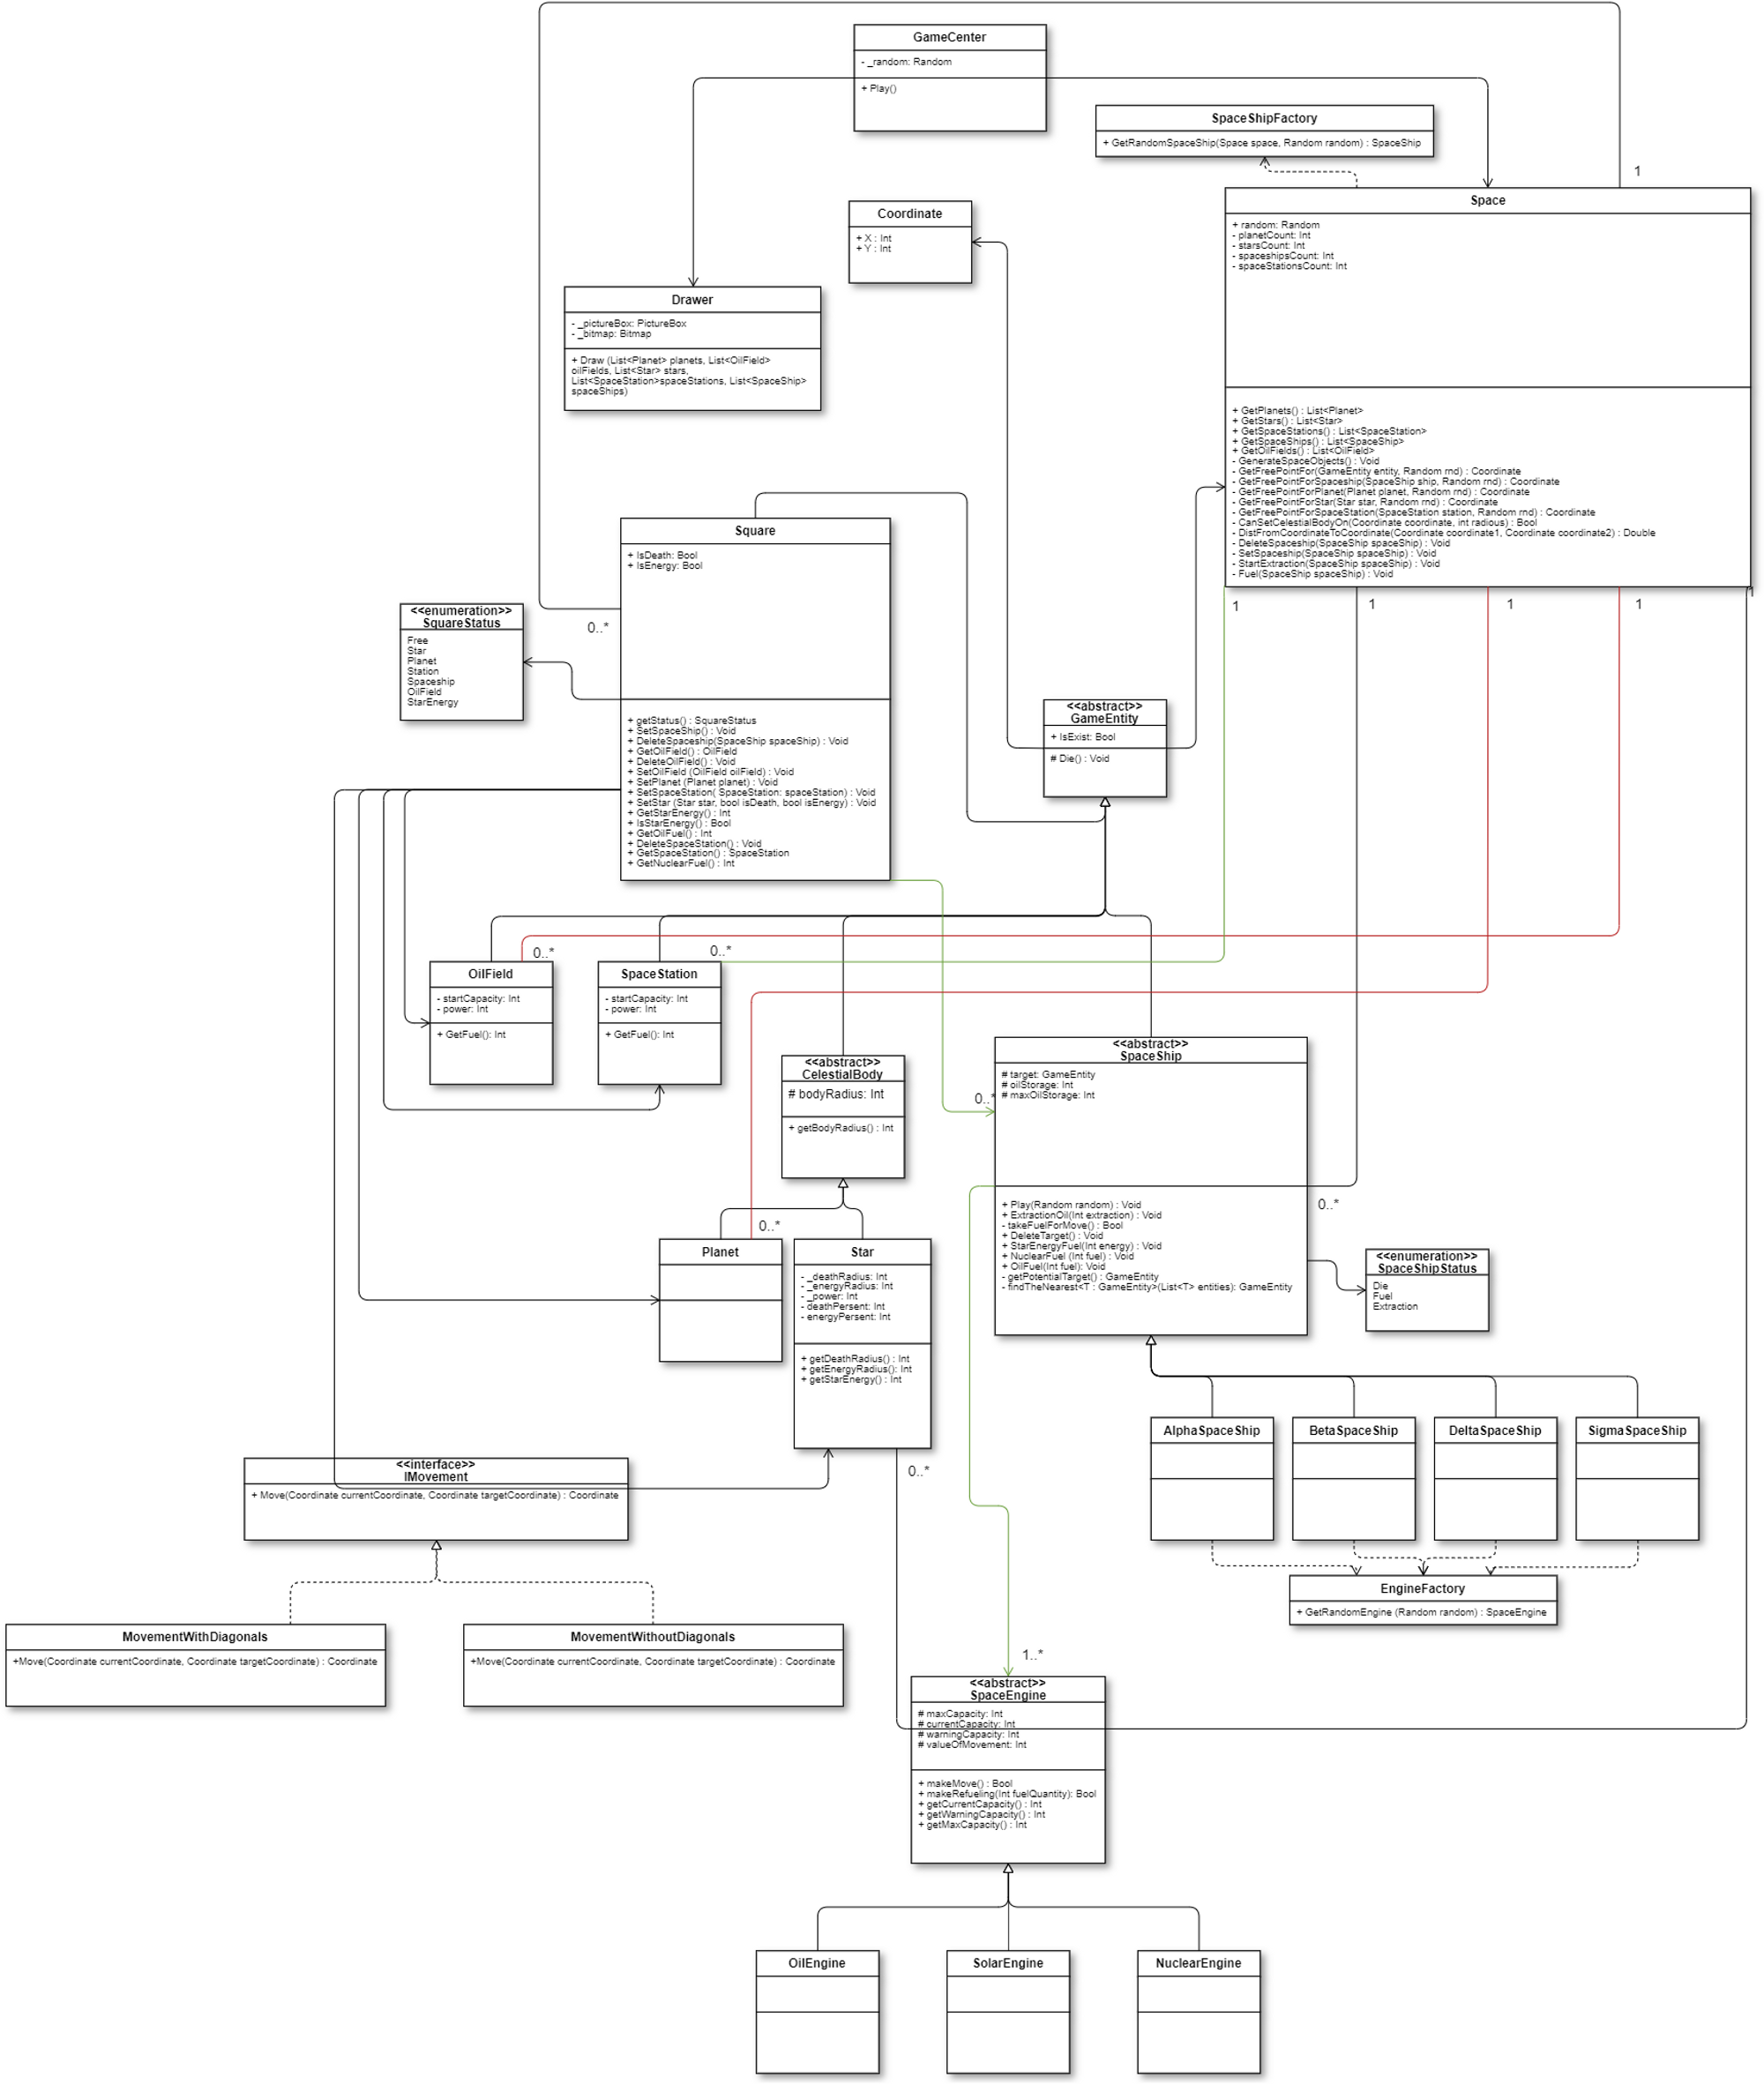 GameCenter
- _random: Random
+ Play()
SpaceShipFactory
+ GetRandomSpaceShip(Space space, Random random) : SpaceShip
1
Space
+ random: Random
- planetCount: Int
- starsCount: Int
- spaceshipsCount: Int
- spaceStationsCount: Int
+ GetPlanets() : List<Planet>
+ GetStars() : List<Star>
+ GetSpaceStations() : List<SpaceStation>
+ GetSpaceShips() : List<SpaceShip>
+ GetOilFields() : List<OilField>
- GenerateSpaceObjects() : Void
- GetFreePointFor(GameEntity entity, Random rnd) : Coordinate
- GetFreePointForSpaceship(SpaceShip ship, Random rnd) : Coordinate
- GetFreePointForPlanet(Planet planet, Random rnd) : Coordinate
- GetFreePointForStar(Star star, Random rnd) : Coordinate
- GetFreePointForSpaceStation(SpaceStation station, Random rnd) : Coordinate
- CanSetCelestialBodyOn(Coordinate coordinate, int radious) : Bool
- DistFromCoordinateToCoordinate(Coordinate coordinate1, Coordinate coordinate2) : Double
- DeleteSpaceship(SpaceShip spaceShip) : Void
- SetSpaceship(SpaceShip spaceShip) : Void
- StartExtraction(SpaceShip spaceShip) : Void
- Fuel(SpaceShip spaceShip) : Void
1
1
1
1
1
Coordinate
+ X : Int
+ Y : Int
Drawer
- _pictureBox: PictureBox
- _bitmap: Bitmap
+ Draw (List<Planet> planets, List<OilField>
oilFields, List<Star> stars,
List<SpaceStation>spaceStations, List<SpaceShip>
spaceShips)
Square
+ IsDeath: Bool
+ IsEnergy: Bool
+ getStatus() : SquareStatus
+ SetSpaceShip() : Void
+ DeleteSpaceship(SpaceShip spaceShip) : Void
+ GetOilField() : OilField
+ DeleteOilField() : Void
+ SetOilField (OilField oilField) : Void
+ SetPlanet (Planet planet) : Void
+ SetSpaceStation( SpaceStation: spaceStation) : Void
+ SetStar (Star star, bool isDeath, bool isEnergy) : Void
+ GetStarEnergy() : Int
+ IsStarEnergy() : Bool
+ GetOilFuel() : Int
+ DeleteSpaceStation() : Void
+ GetSpaceStation() : SpaceStation
+ GetNuclearFuel() : Int
0..*
<<enumeration>>
SquareStatus
Free
Star
Planet
Station
Spaceship
OilField
StarEnergy
<<abstract>>
GameEntity
+ IsExist: Bool
# Die() : Void
0..*
OilField
- startCapacity: Int
- power: Int
+ GetFuel(): Int
0..*
SpaceStation
- startCapacity: Int
- power: Int
+ GetFuel(): Int
<<abstract>>
CelestialBody
# bodyRadius: Int
+ getBodyRadius() : Int
<<abstract>>
SpaceShip
# target: GameEntity
# oilStorage: Int
# maxOilStorage: Int
+ Play(Random random) : Void
+ ExtractionOil(Int extraction) : Void
- takeFuelForMove() : Bool
+ DeleteTarget() : Void
+ StarEnergyFuel(Int energy) : Void
+ NuclearFuel (Int fuel) : Void
+ OilFuel(Int fuel): Void
- getPotentialTarget() : GameEntity
- findTheNearest<T : GameEntity>(List<T> entities): GameEntity
0..*
0..*
0..*
Planet
Star
- _deathRadius: Int
- _energyRadius: Int
- _power: Int
- deathPersent: Int
- energyPersent: Int
+ getDeathRadius() : Int
+ getEnergyRadius(): Int
+ getStarEnergy() : Int
0..*
<<enumeration>>
SpaceShipStatus
Die
Fuel
Extraction
AlphaSpaceShip
BetaSpaceShip
DeltaSpaceShip
SigmaSpaceShip
EngineFactory
+ GetRandomEngine (Random random) : SpaceEngine
<<interface>>
IMovement
+ Move(Coordinate currentCoordinate, Coordinate targetCoordinate) : Coordinate
MovementWithDiagonals
+Move(Coordinate currentCoordinate, Coordinate targetCoordinate) : Coordinate
MovementWithoutDiagonals
+Move(Coordinate currentCoordinate, Coordinate targetCoordinate) : Coordinate
1..*
<<abstract>>
SpaceEngine
# maxCapacity: Int
# currentCapacity: Int
# warningCapacity: Int
# valueOfMovement: Int
+ makeMove() : Bool
+ makeRefueling(Int fuelQuantity): Bool
+ getCurrentCapacity() : Int
+ getWarningCapacity() : Int
+ getMaxCapacity() : Int
OilEngine
SolarEngine
NuclearEngine